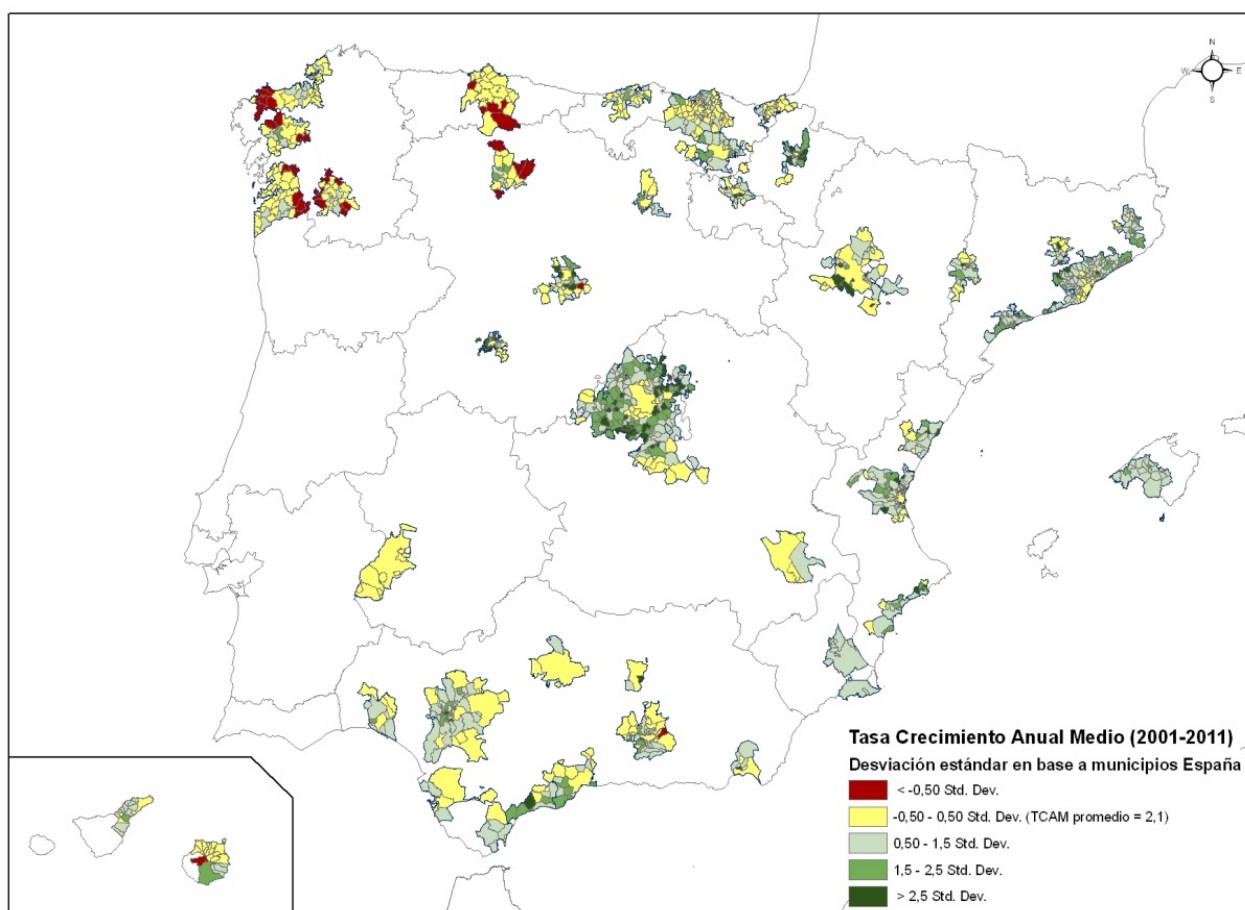 N
W E
S
Tasa Crecimiento Anual Medio (2001-2011)
Desviación estándar en base a municipios España
< -0,50 Std. Dev.
-0,50 - 0,50 Std. Dev. (TCAM promedio = 2,1)
0,50 - 1,5 Std. Dev.
1,5 - 2,5 Std. Dev.
> 2,5 Std. Dev.